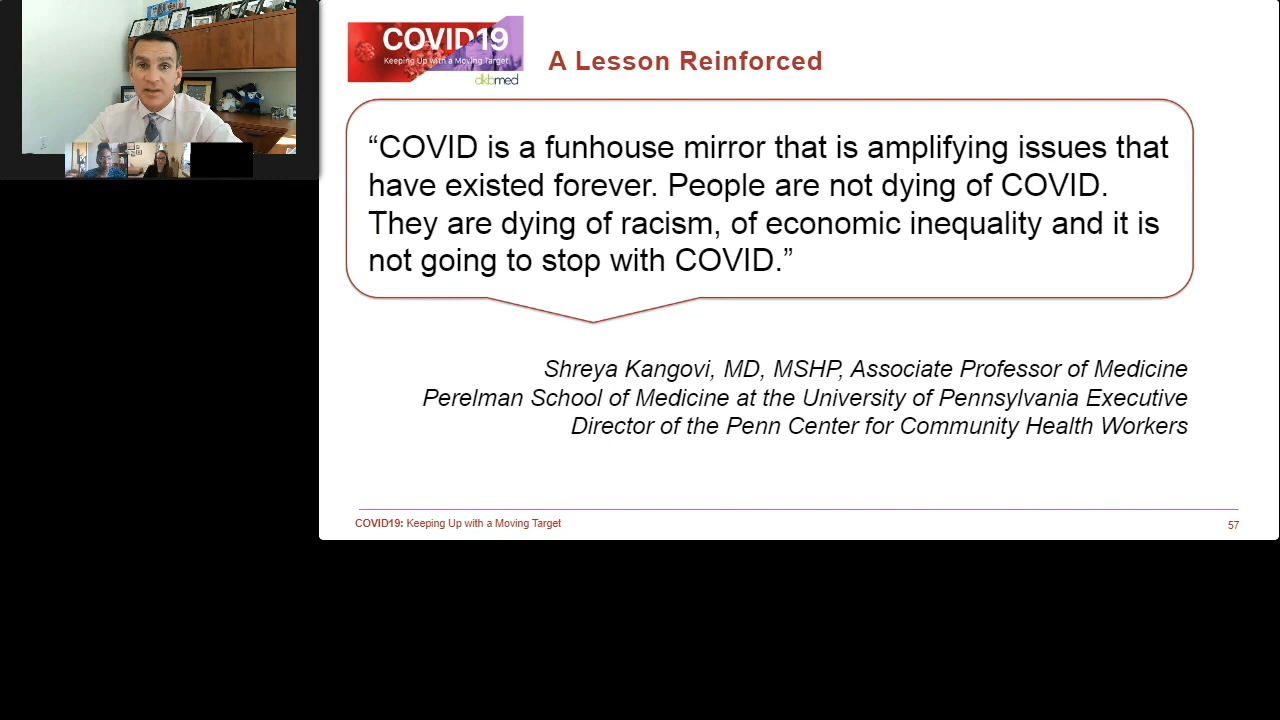 COVID19
Keeping Up with a Moving Target
dkbmed
A Lesson Reinforced
“COVID is a funhouse mirror that is amplifying issues that
have existed forever. People are not dying of COVID.
They are dying of racism, of economic inequality and it is
not going to stop with COVID.”
Shreya Kangovi, MD, MSHP, Associate Professor of Medicine
Perelman School of Medicine at the University of Pennsylvania Executive
Director of the Penn Center for Community Health Workers
COVID19: Keeping Up with a Moving Target
57